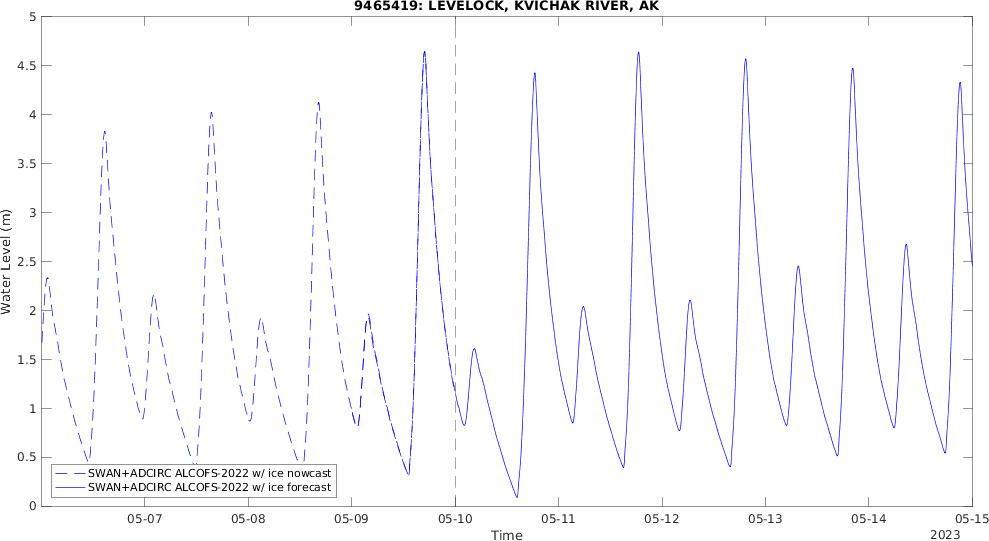 9465419: LEVELOCK, KVICHAK RIVER, AK
5
4.5
4
3.5
3
2.5
2
1.5
1
0.5
0
Water Level (m)
SWAN+ADCIRC ALCOFS-2022 w/ ice nowcast
SWAN+ADCIRC ALCOFS-2022 w/ ice forecast
05-07 05-08 05-09 05-10 05-11 05-12 05-13 05-14 05-15
Time
2023